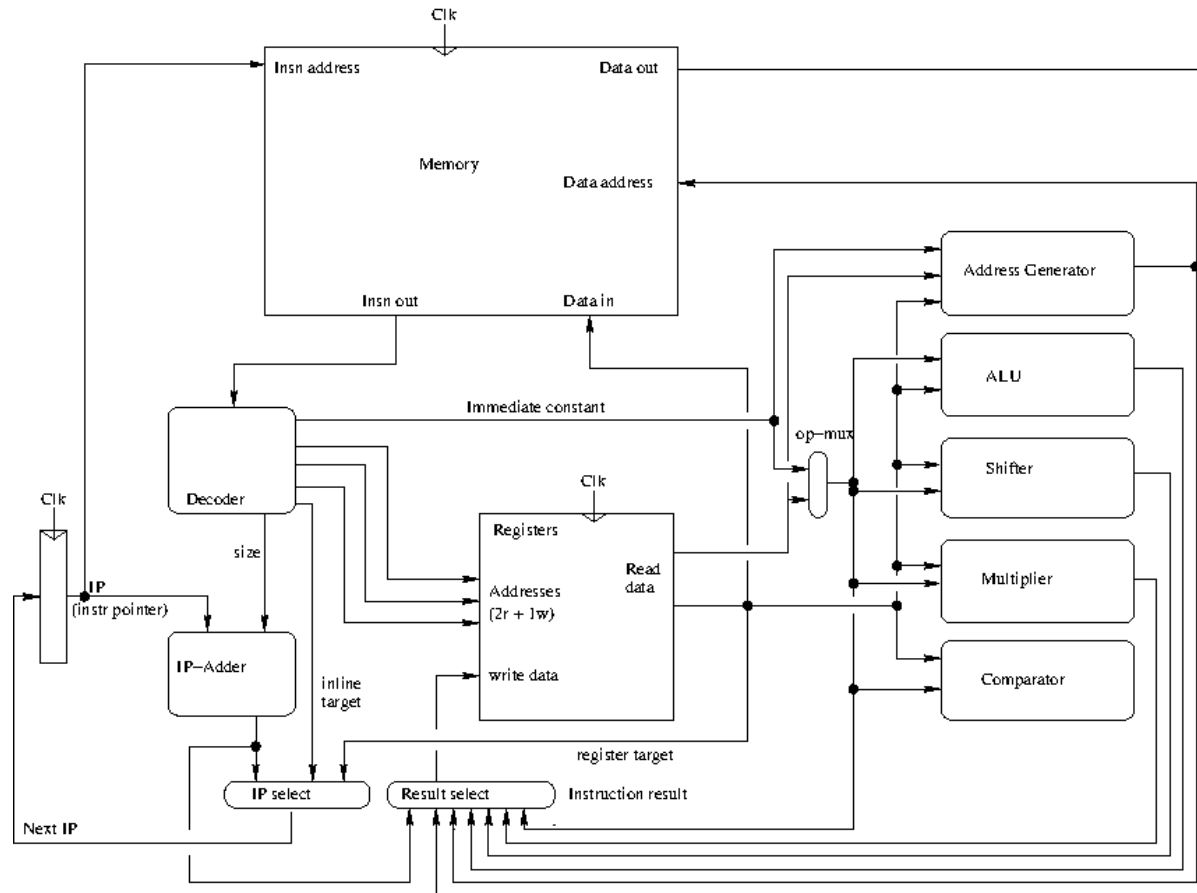 Clk
Insn address
Data out
Memory
Data address
Address Generator
Insn out
Data in
ALU
Immediate constant
op-mux
Decoder
Clk
Shifter
Clk
Registers
size
Read
data
Addresses
(2r + 1w)
Multiplier
IP
(instr pointer)
IP-Adder
inline
target
write data
Comparator
register target
IP select
Result select
Instruction result
Next IP